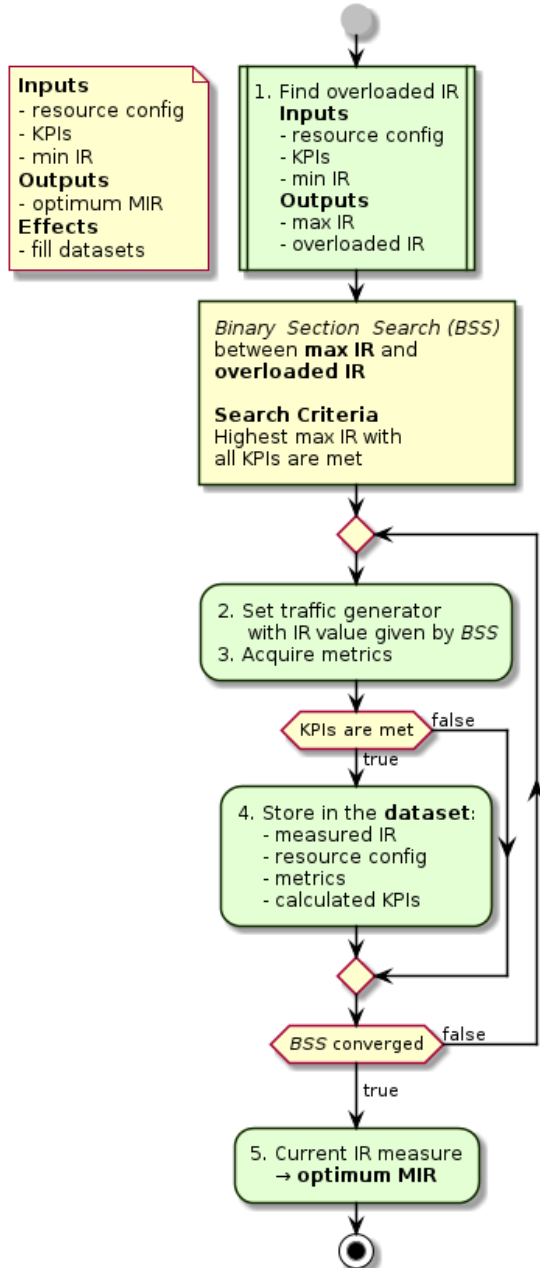 Inputs
- resource config
- KPIs
- min IR
Outputs
- optimum MIR
Effects
- fill datasets
1. Find overloaded IR
Inputs
- resource config
- KPIs
- min IR
Outputs
- max IR
- overloaded IR
Binary Section Search (BSS)
between max IR and
overloaded IR
Search Criteria
Highest max IR with
all KPIs are met
2. Set traffic generator
with IR value given by BSS
3. Acquire metrics
KPIs are met
false
true
4. Store in the dataset:
- measured IR
- resource config
- metrics
- calculated KPIs
BSS converged
false
true
5. Current IR measure
→ optimum MIR